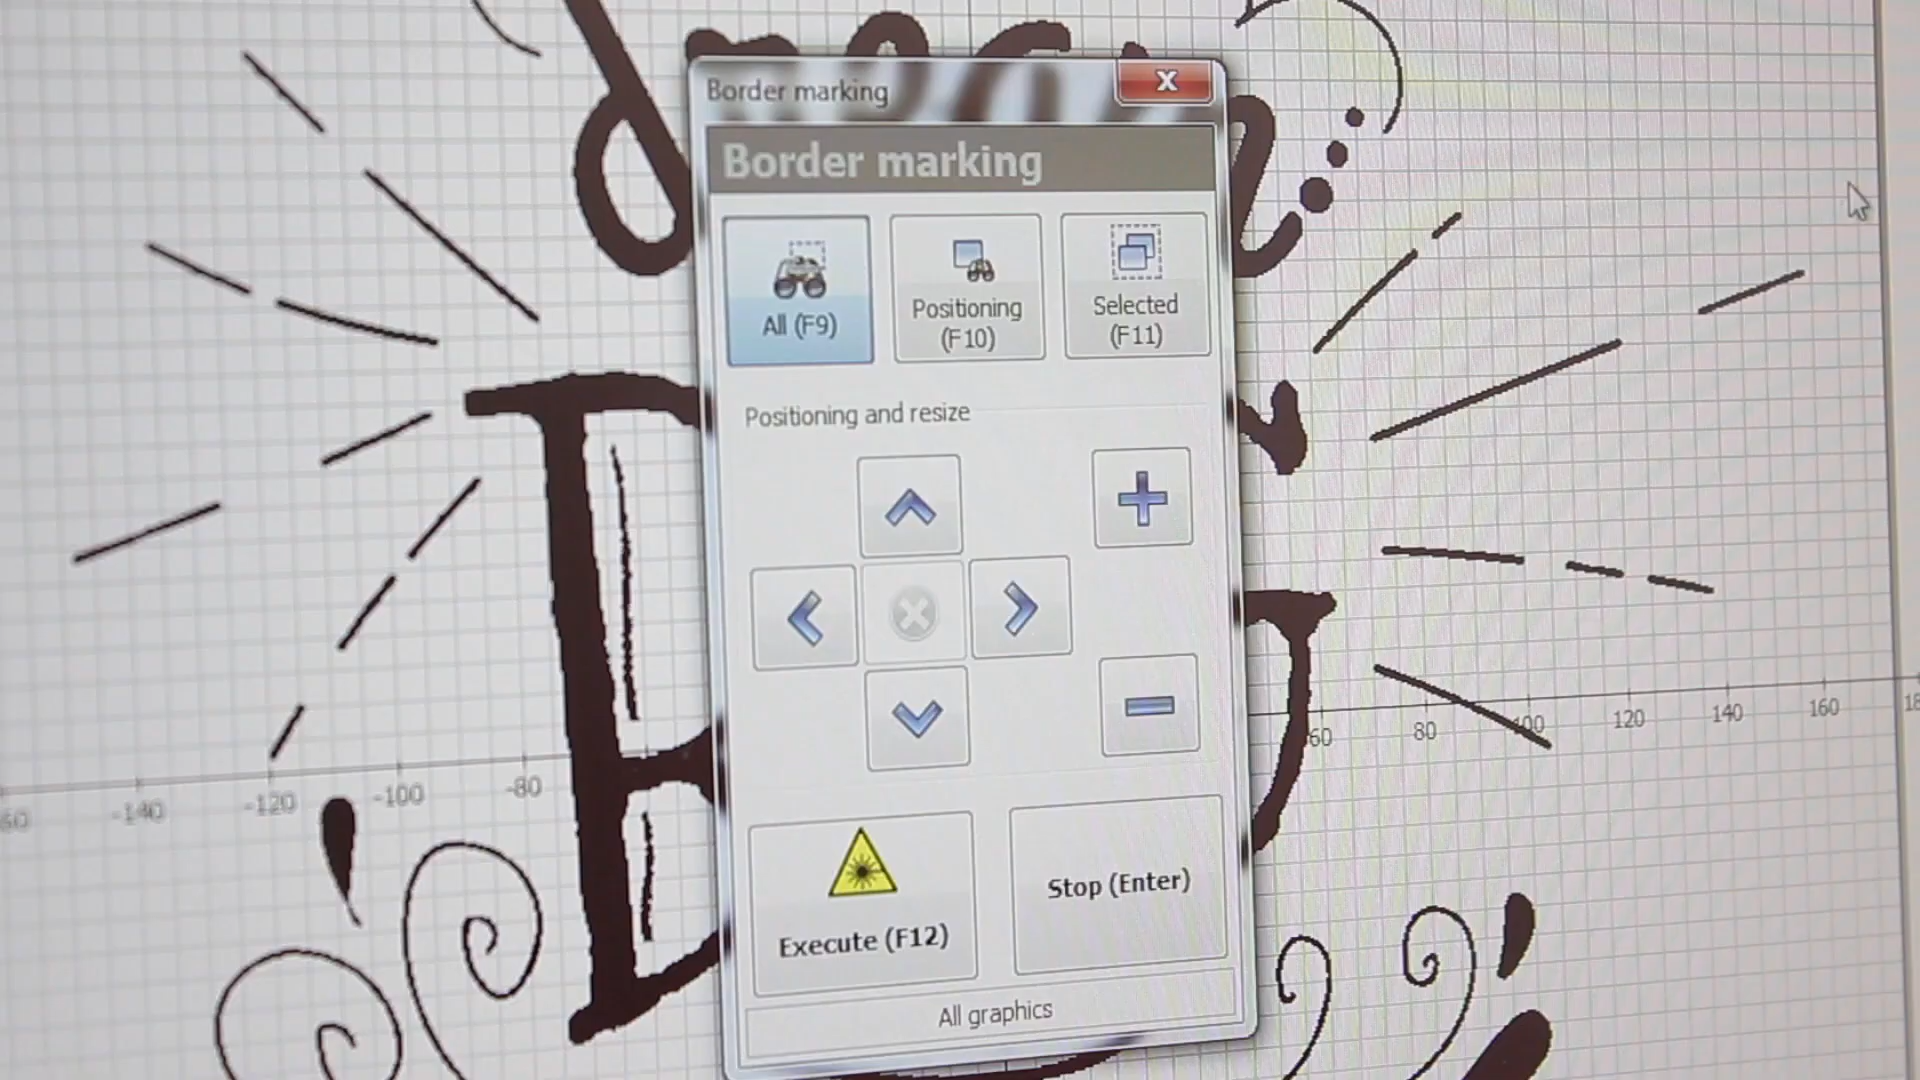 Border marking
X
Border marking
All (F9)
Positioning
(F10)
Selected
(F11)
Positioning and resize
-140
-120
-100
-80
60
80
100
120
140
160
Execute (F12)
Stop (Enter)
All graphics